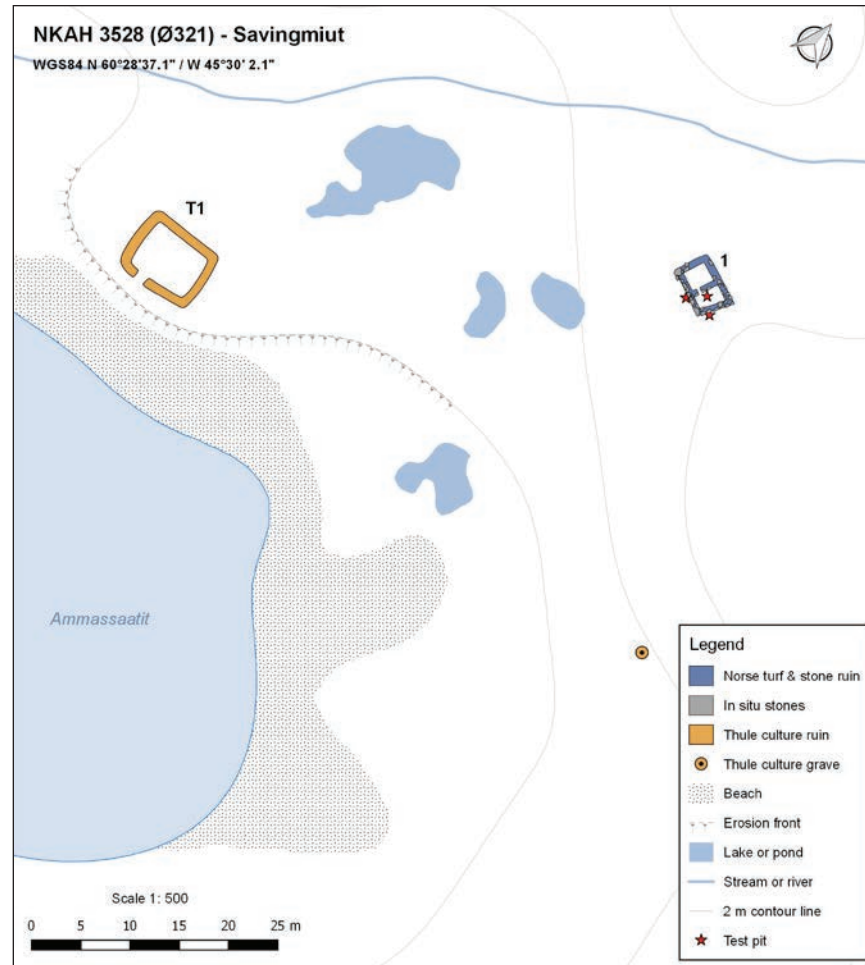 NKAH 3528 (Ø321) - Savingmiut
WGS84 N 60°28'37.1" / W 45°30' 2.1"
T1
1
Ammassaatit
Legend
Norse turf & stone ruin
In situ stones
Thule culture ruin
Thule culture grave
Beach
Erosion front
Lake or pond
Stream or river
2 m contour line
Test pit
Scale 1: 500
0 5 10 15 20 25 m